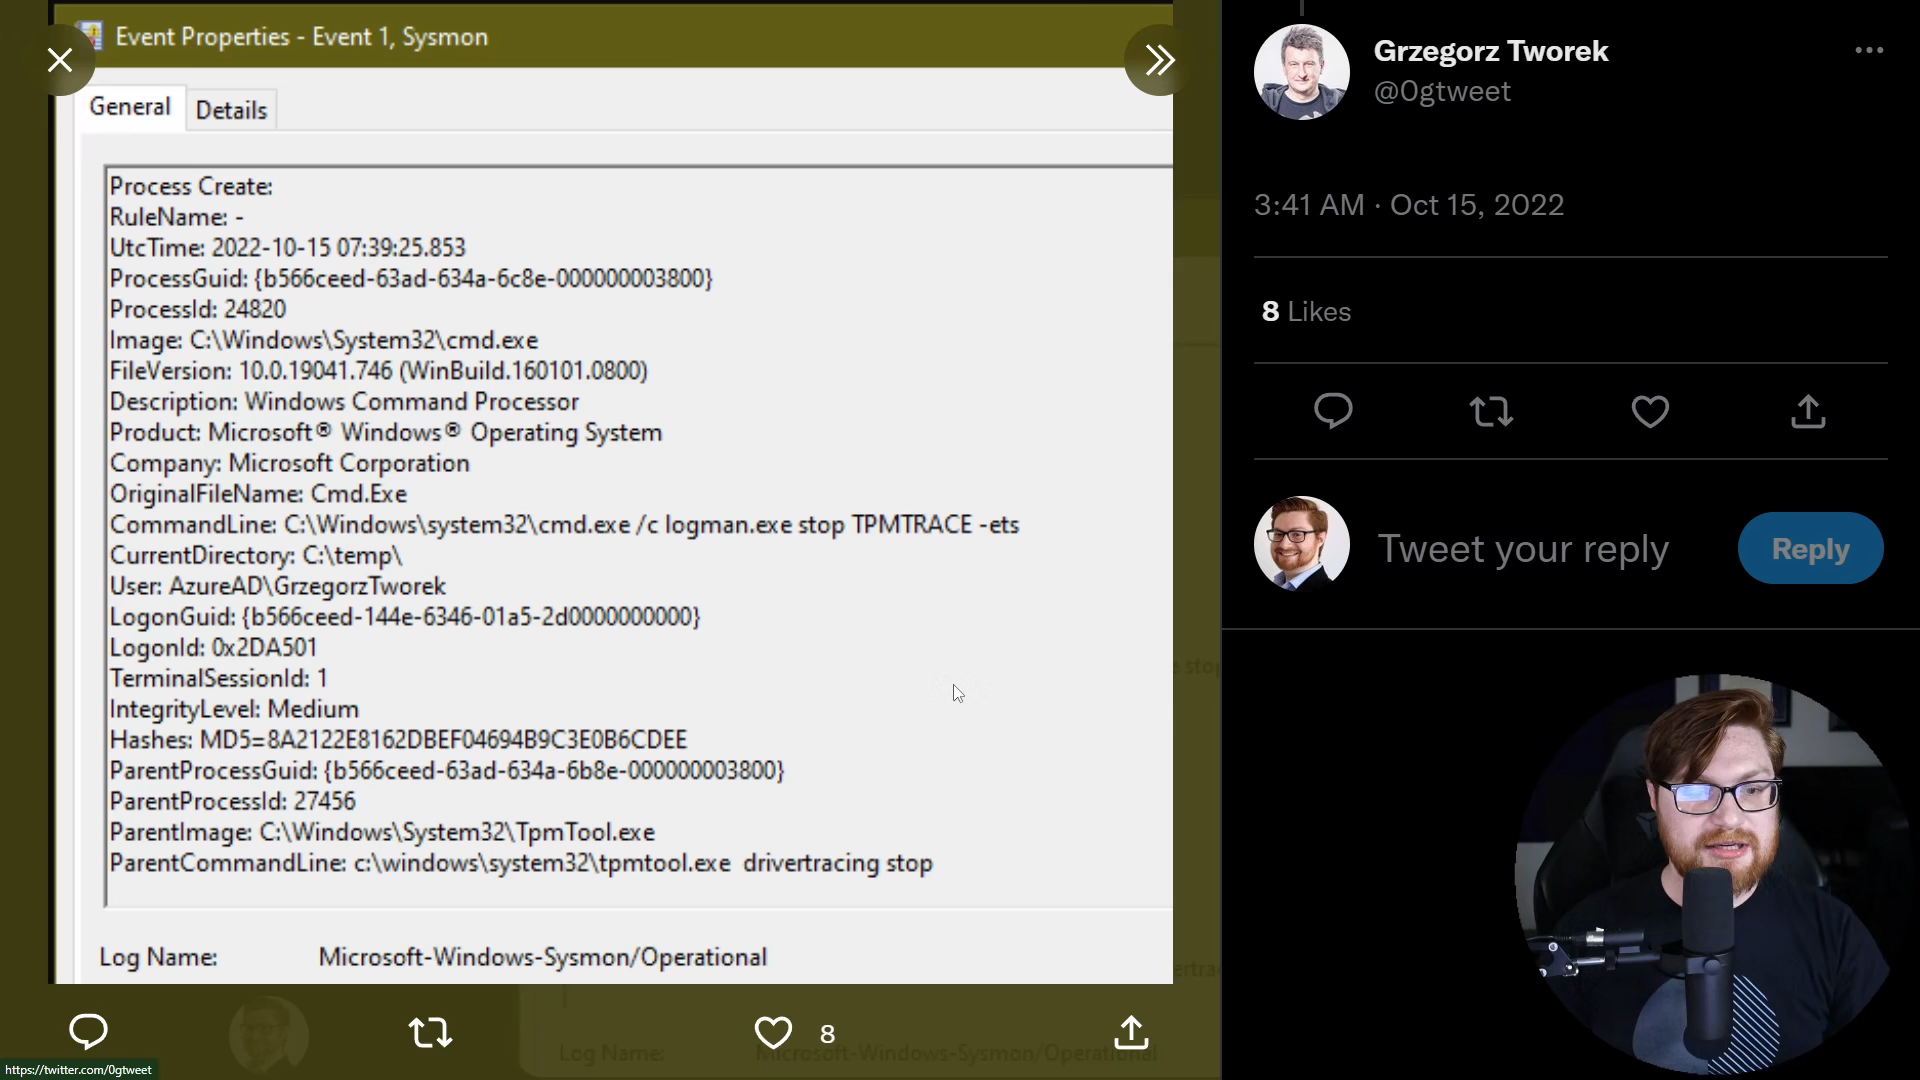 Event Properties - Event 1, Sysmon
General
Details
Process Create:
RuleName: -
UtcTime: 2022-10-15 07:39:25.853
ProcessGuid: {b566ceed-63ad-634a-6c8e-000000003800}
ProcessId: 24820
Image: C:\Windows\System32\cmd.exe
FileVersion: 10.0.19041.746 (WinBuild.160101.0800)
Description: Windows Command Processor
Product: Microsoft® Windows® Operating System
Company: Microsoft Corporation
OriginalFileName: Cmd.Exe
CommandLine: C:\Windows\system32\cmd.exe /c logman.exe stop TPMTRACE -ets
CurrentDirectory: C:\temp\
User: AzureAD\GrzegorzTworek
LogonGuid: {b566ceed-144e-6346-01a5-2d0000000000}
LogonId: 0x2DA501
TerminalSessionId: 1
IntegrityLevel: Medium
Hashes: MD5=8A2122E8162DBEF04694B9C3E0B6CDEE
ParentProcessGuid: {b566ceed-63ad-634a-6b8e-000000003800}
ParentProcessId: 27456
ParentImage: C:\Windows\System32\TpmTool.exe
ParentCommandLine: c:\windows\system32\tpmtool.exe  drivertracing stop
Log Name: Microsoft-Windows-Sysmon/Operational
8
Log Name: Microsoft-Windows-Sysmon/Operational
https://twitter.com/0gtweet
Grzegorz Tworek
@0gtweet
3:41 AM · Oct 15, 2022
8 Likes
Tweet your reply
Reply